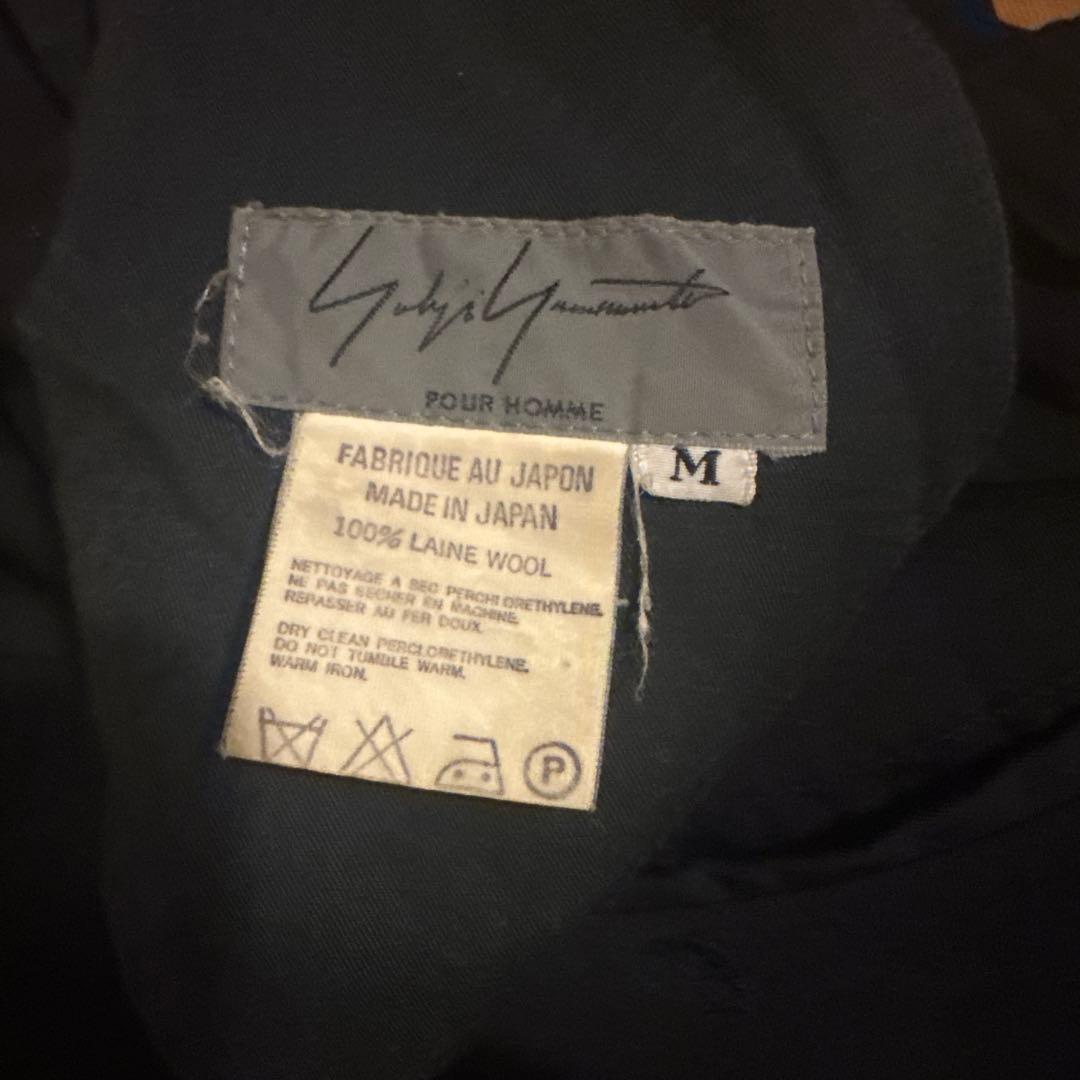 Yohji Yamamoto
POUR HOMME
M
FABRIQUE AU JAPON
MADE IN JAPAN
100% LAINE WOOL
NETTOYAGE A SEC PERCHLORETHYLENE.
NE PAS SECHER EN MACHINE.
REPASSER AU FER DOUX.
DRY CLEAN PERCLORETHYLENE.
DO NOT TUMBLE WARM.
WARM IRON.
P